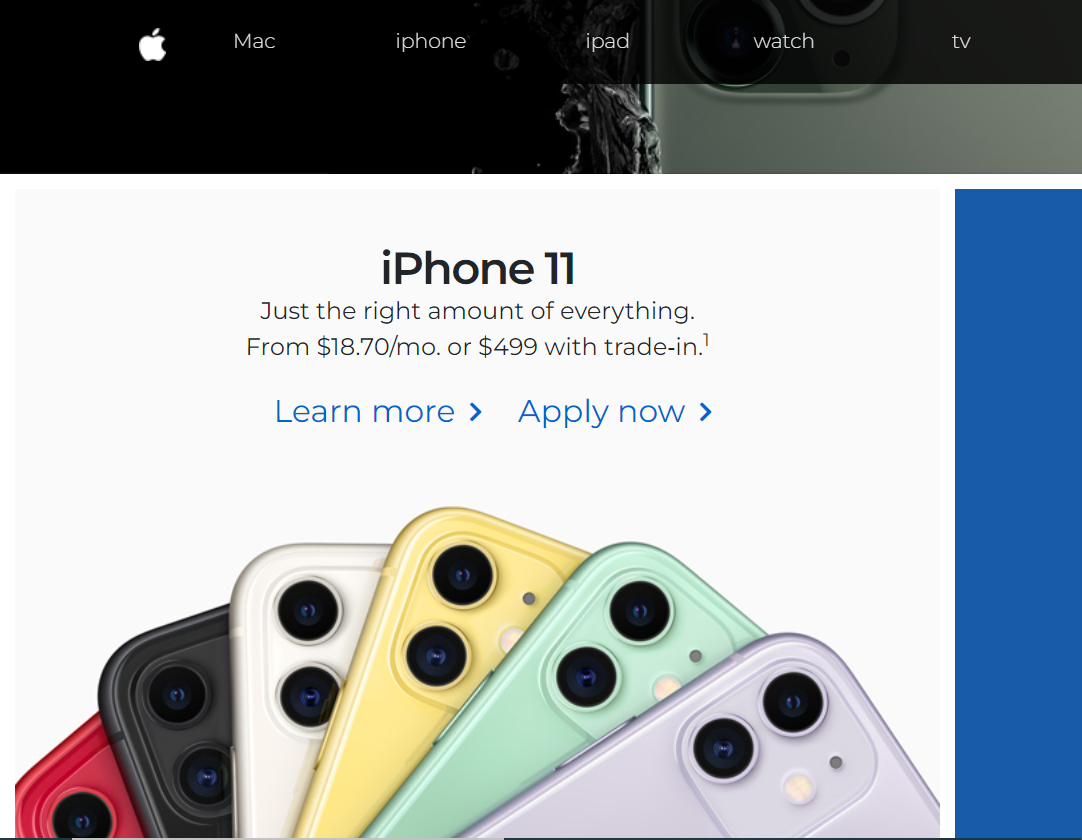 Mac iphone ipad watch tv
iPhone 11
Just the right amount of everything.
From $18.70/mo. or $499 with trade-in.1
Learn more Apply now